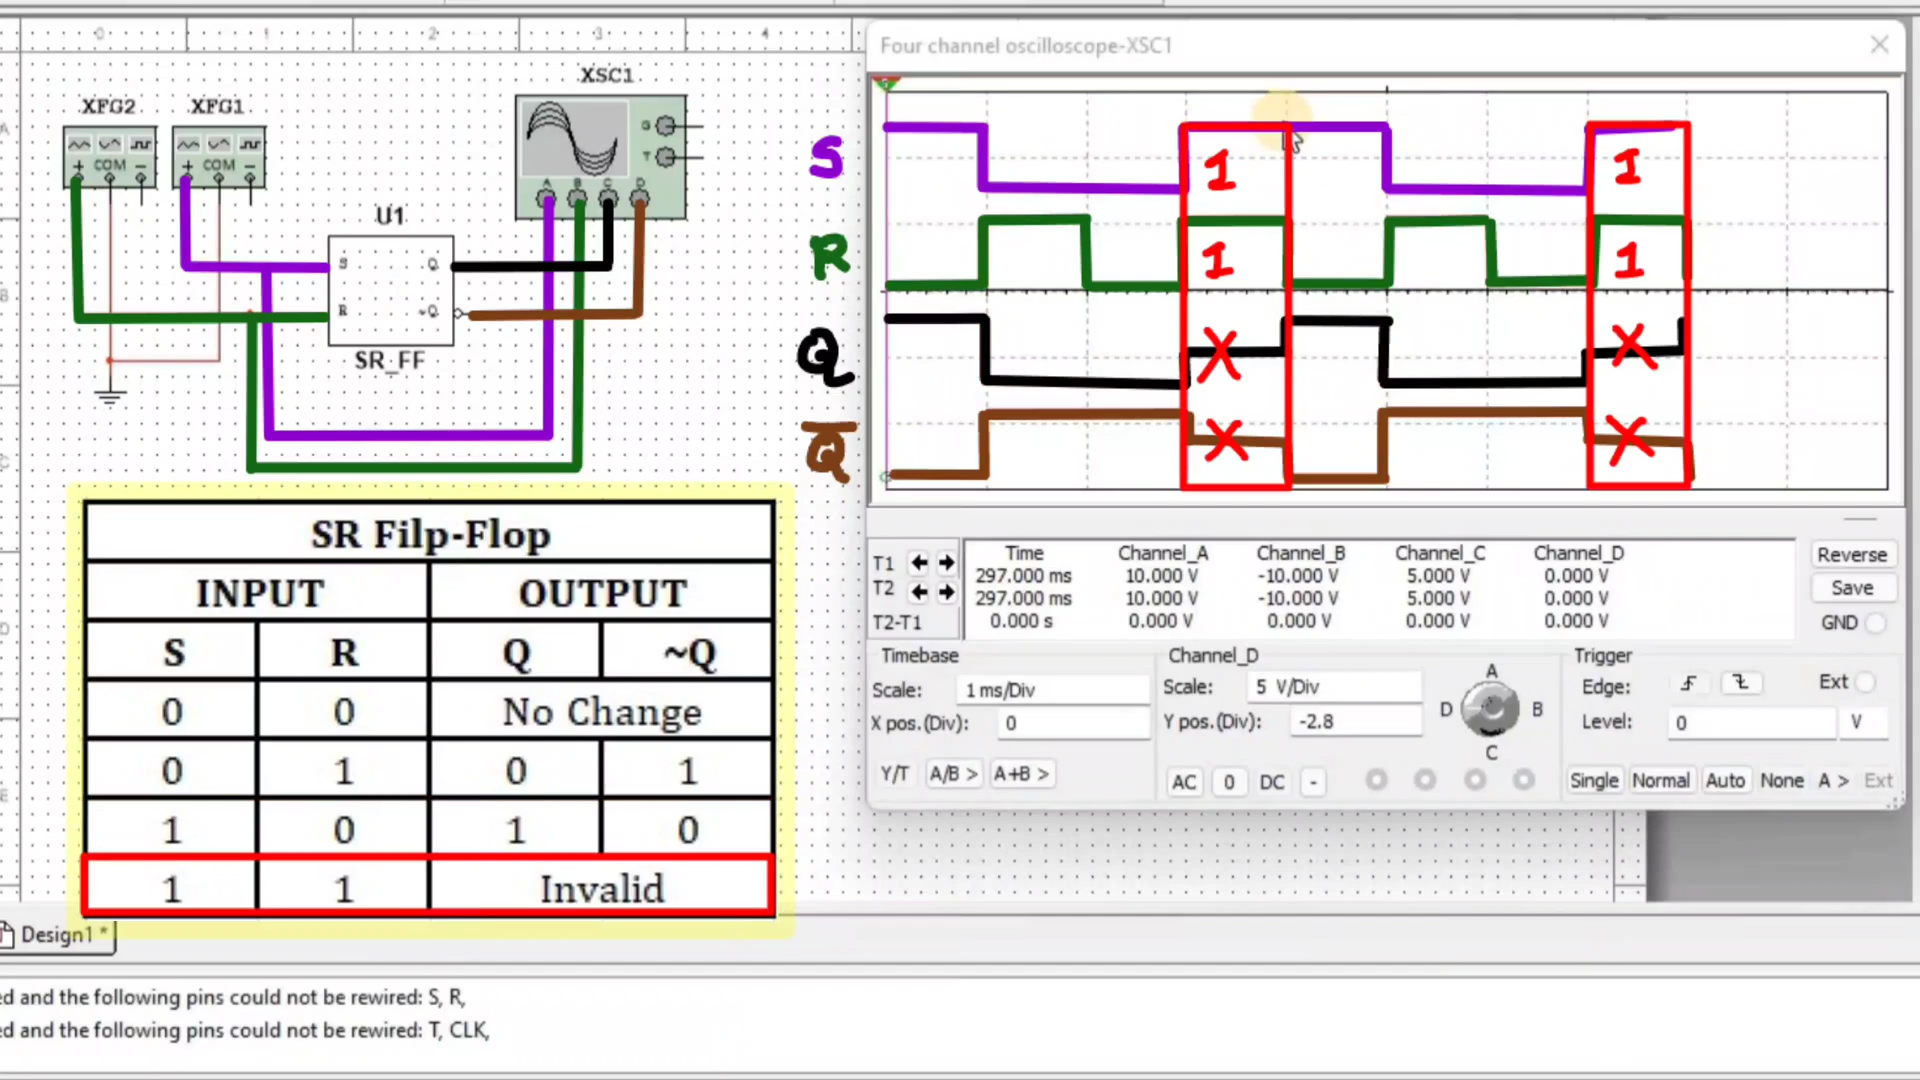 0 1 2 3 4
XFG2 XFG1
COM COM
XSC1
G
T
A B C D
U1
S Q
R ~Q
SR_FF
A
B
C
D
E
SR Filp-Flop
INPUT OUTPUT
S R Q ~Q
0 0 No Change
0 1 0 1
1 0 1 0
1 1 Invalid
Four channel oscilloscope-XSC1
S 1 1
R 1 1
Q X X
Q̅ X X
Time Channel_A Channel_B Channel_C Channel_D
T1 297.000 ms 10.000 V -10.000 V 5.000 V 0.000 V
T2 297.000 ms 10.000 V -10.000 V 5.000 V 0.000 V
T2-T1 0.000 s 0.000 V 0.000 V 0.000 V 0.000 V
Reverse
Save
GND
Timebase
Scale: 1 ms/Div
X pos.(Div): 0
Y/T A/B > A+B >
Channel_D
Scale: 5 V/Div
Y pos.(Div): -2.8
AC 0 DC -
A
D B
C
Trigger
Edge: Ext
Level: 0 V
Single Normal Auto None A > Ext
Design1 *
ed and the following pins could not be rewired: S, R,
ed and the following pins could not be rewired: T, CLK,